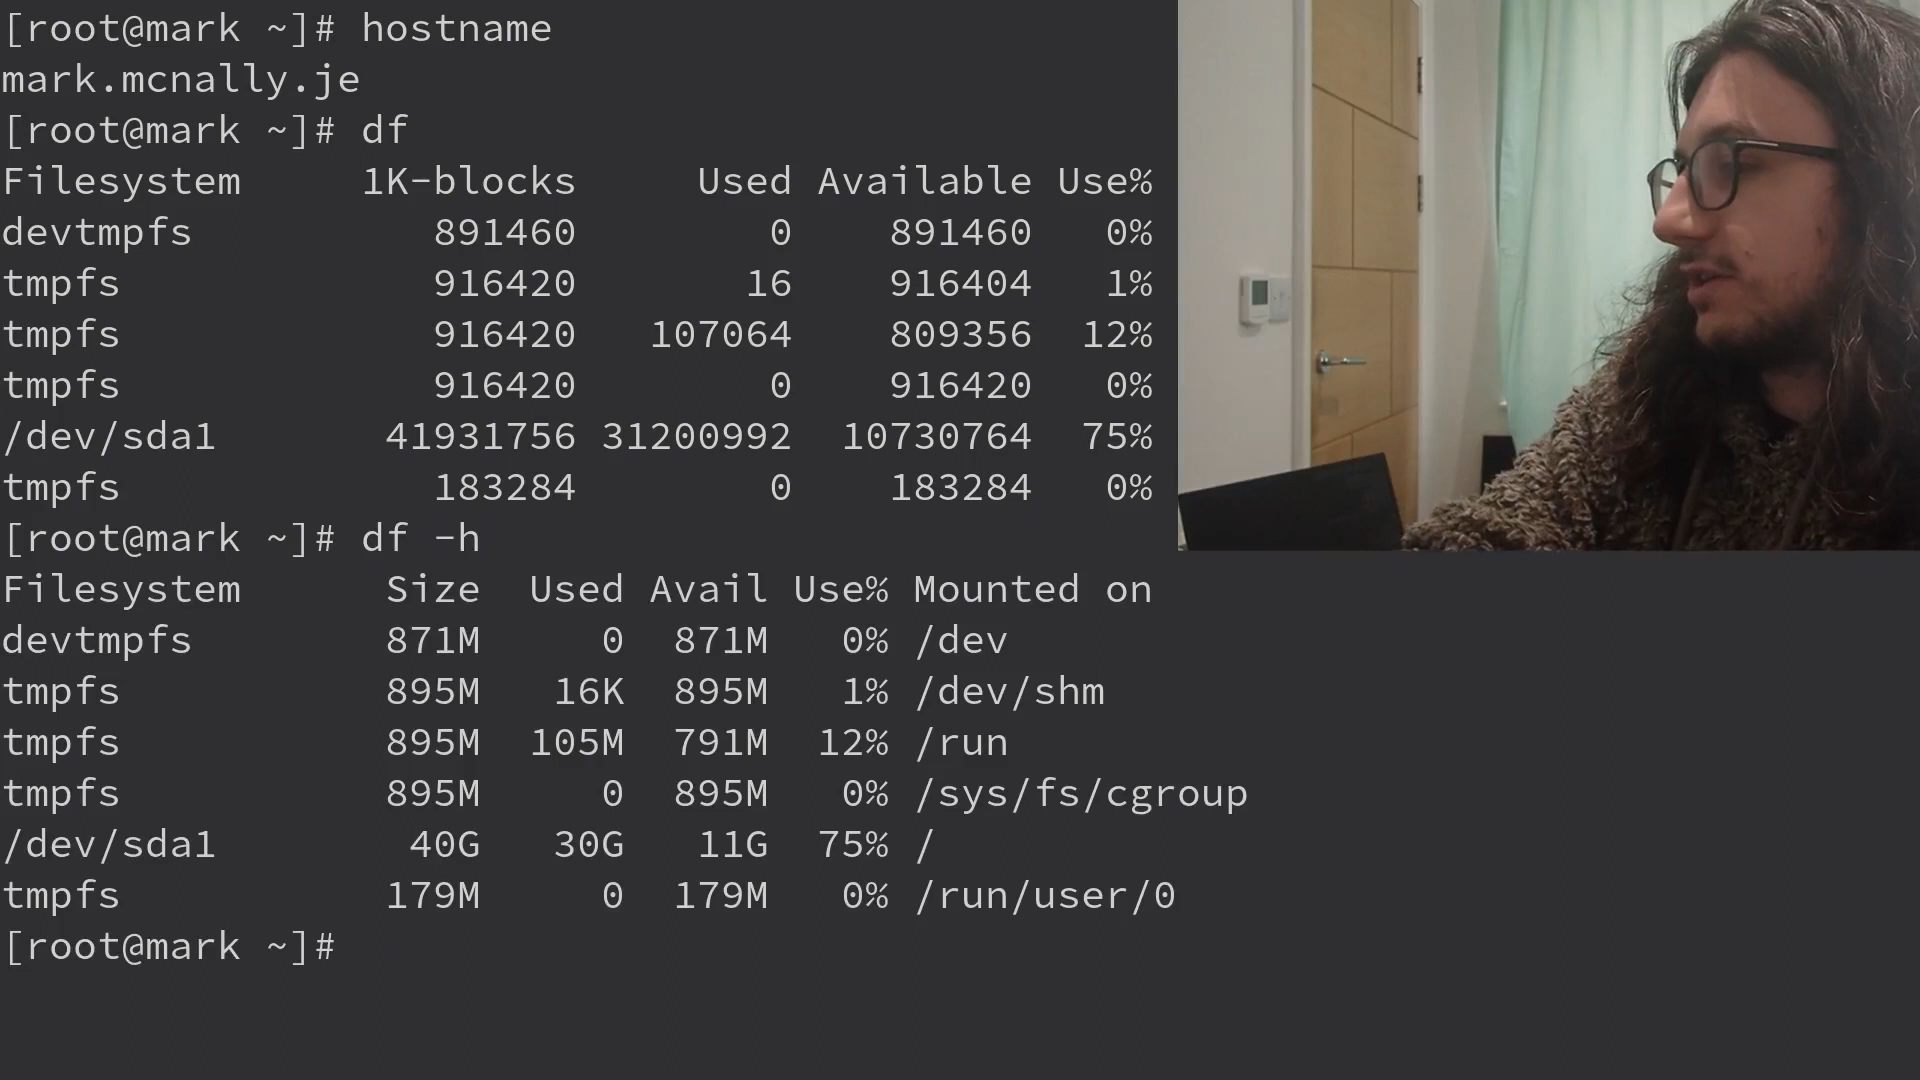 [root@mark ~]# hostname
mark.mcnally.je
[root@mark ~]# df
Filesystem     1K-blocks     Used Available Use%
devtmpfs          891460        0    891460   0%
tmpfs             916420       16    916404   1%
tmpfs             916420   107064    809356  12%
tmpfs             916420        0    916420   0%
/dev/sda1       41931756 31200992  10730764  75%
tmpfs             183284        0    183284   0%
[root@mark ~]# df -h
Filesystem      Size  Used Avail Use% Mounted on
devtmpfs        871M     0  871M   0% /dev
tmpfs           895M   16K  895M   1% /dev/shm
tmpfs           895M  105M  791M  12% /run
tmpfs           895M     0  895M   0% /sys/fs/cgroup
/dev/sda1        40G   30G   11G  75% /
tmpfs           179M     0  179M   0% /run/user/0
[root@mark ~]#